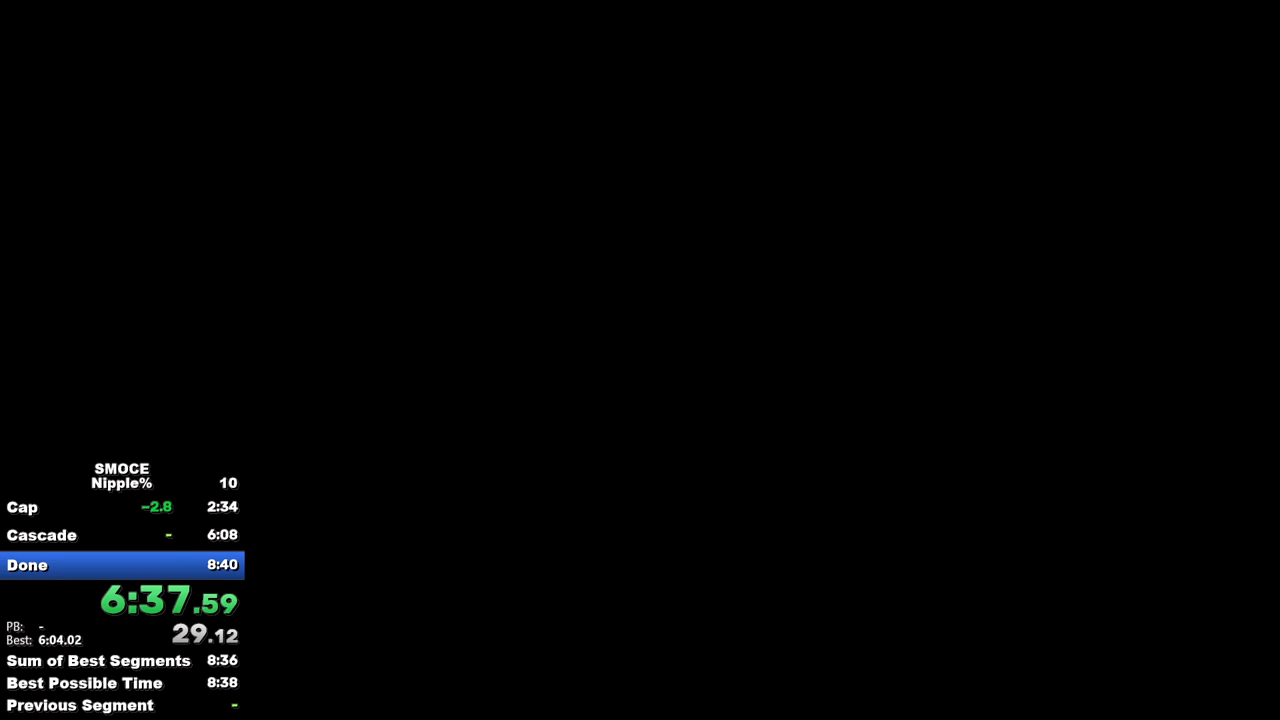 SMOCE
Nipple% 10
Cap -2.8 2:34
Cascade - 6:08
Done 8:40
6:37.59
PB: -
Best: 6:04.02
29.12
Sum of Best Segments 8:36
Best Possible Time 8:38
Previous Segment -